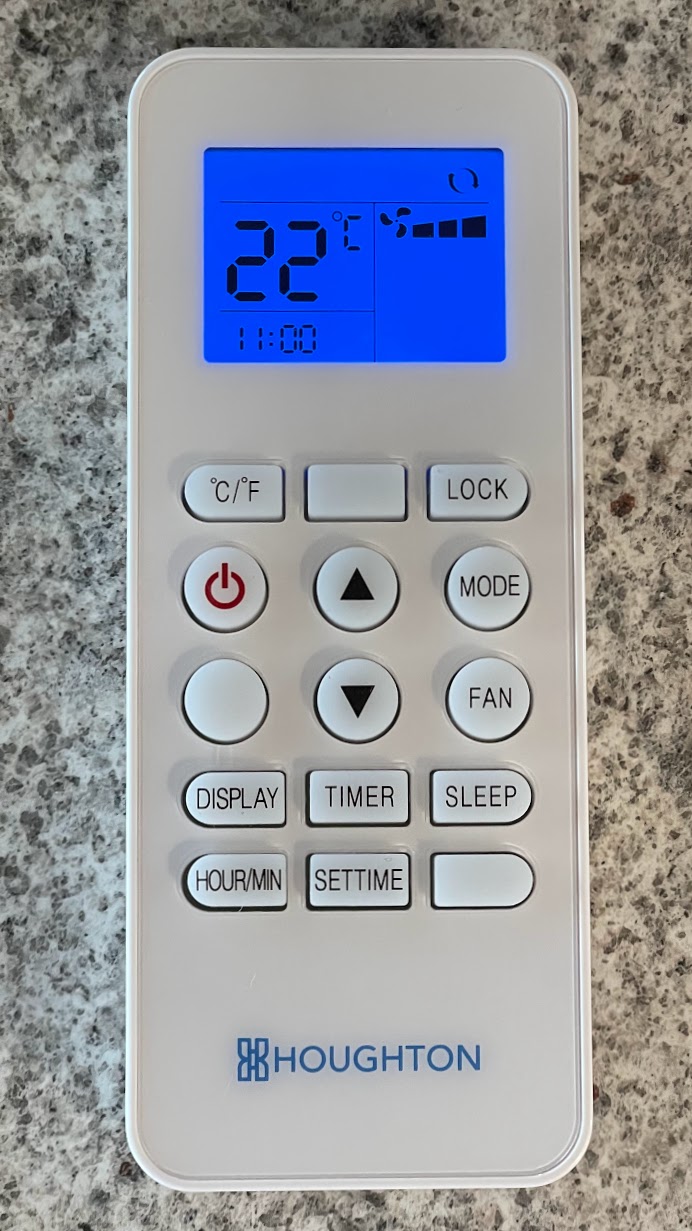 22 °C
11:00
°C/°F LOCK
▲ MODE
▼ FAN
DISPLAY TIMER SLEEP
HOUR/MIN SETTIME
HOUGHTON